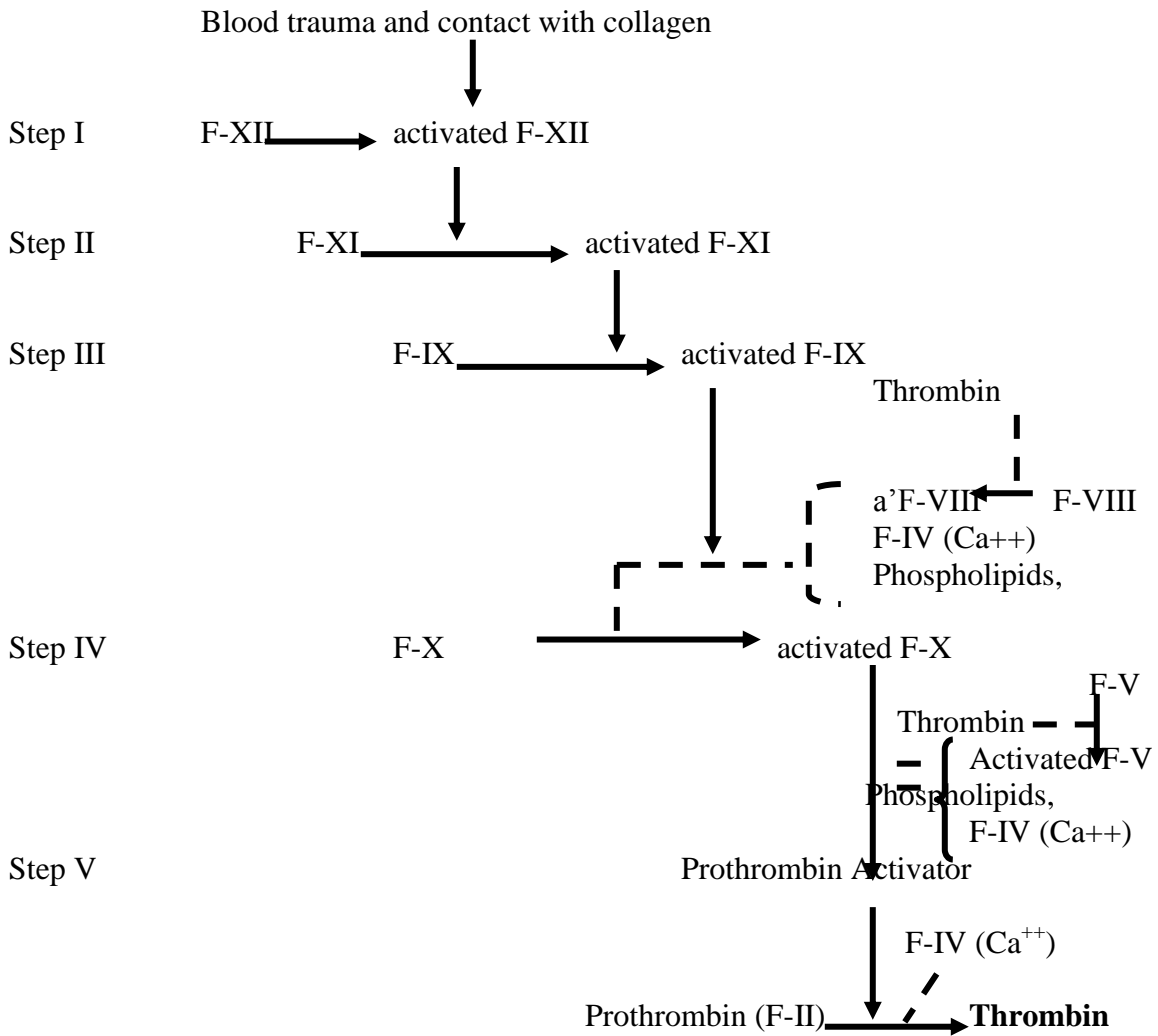 Blood trauma and contact with collagen
Step I F-XII activated F-XII
Step II F-XI activated F-XI
Step III F-IX activated F-IX
Thrombin
a'F-VIII F-VIII
F-IV (Ca++)
Phospholipids,
Step IV F-X activated F-X
F-V
Thrombin
Activated F-V
Phospholipids,
F-IV (Ca++)
Step V Prothrombin Activator
F-IV (Ca++)
Prothrombin (F-II) Thrombin